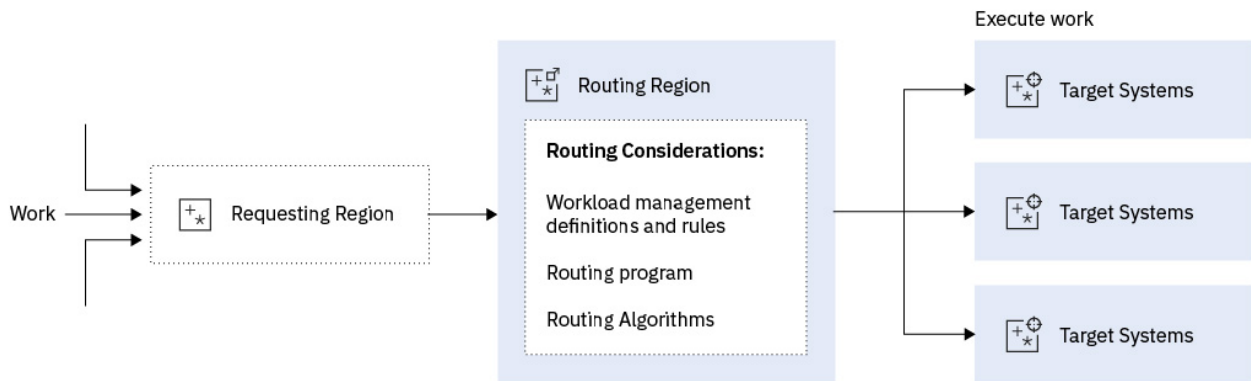 Execute work
Routing Region
Target Systems
Routing Considerations:
Work
Requesting Region
Workload management
definitions and rules
Target Systems
Routing program
Routing Algorithms
Target Systems